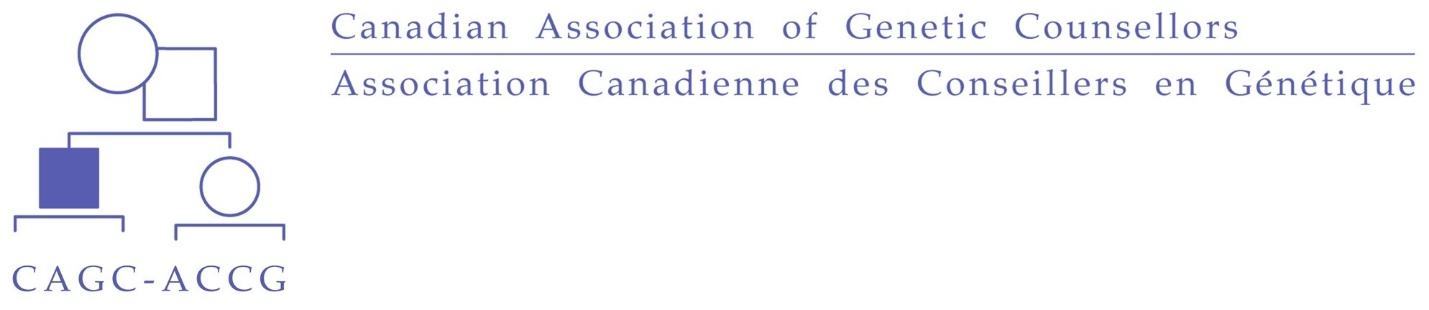 Canadian Association of Genetic Counsellors
Association Canadienne des Conseillers en Génétique
CAGC-ACCG